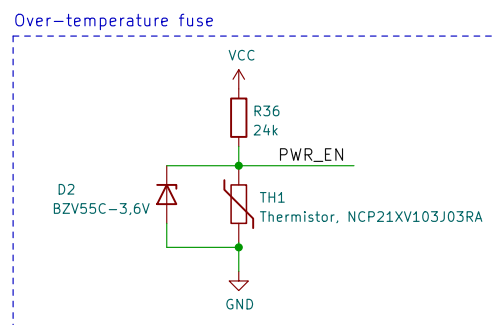 Over-temperature fuse
VCC
R36
24k
PWR_EN
D2
BZV55C-3,6V
TH1
Thermistor, NCP21XV103J03RA
GND